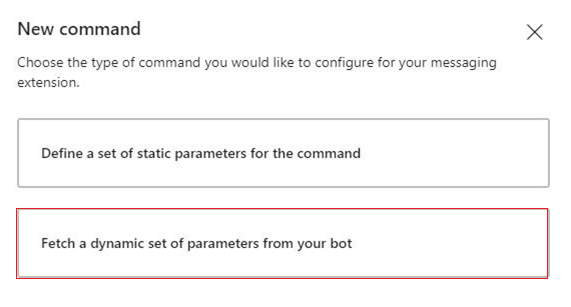 New command
Choose the type of command you would like to configure for your messaging
extension.
Define a set of static parameters for the command
Fetch a dynamic set of parameters from your bot